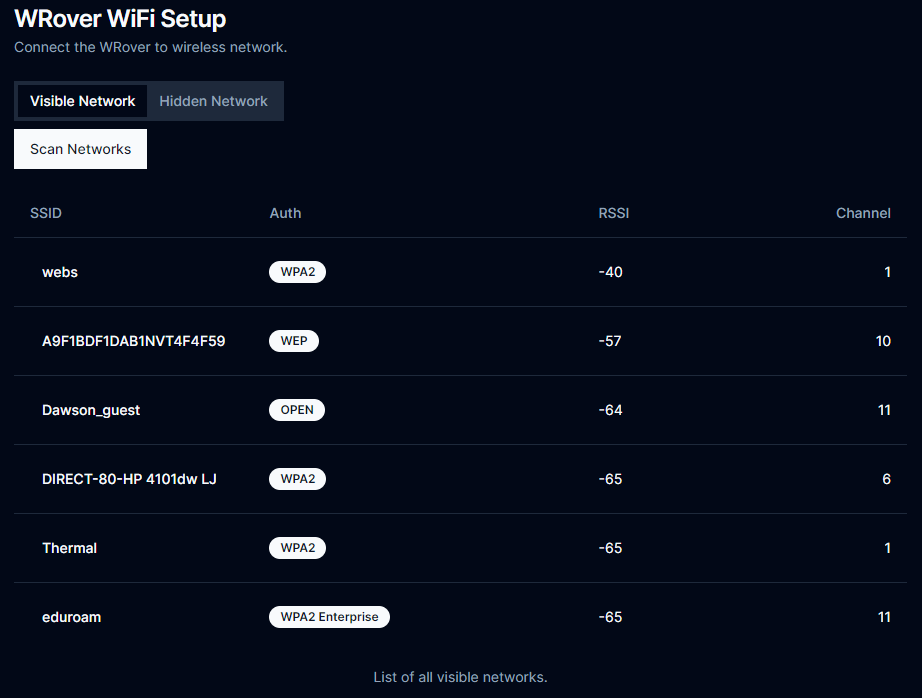 WRover WiFi Setup
Connect the WRover to wireless network.
Visible Network Hidden Network
Scan Networks
SSID Auth RSSI Channel
webs WPA2 -40 1
A9F1BDF1DAB1NVT4F4F59 WEP -57 10
Dawson_guest OPEN -64 11
DIRECT-80-HP 4101dw LJ WPA2 -65 6
Thermal WPA2 -65 1
eduroam WPA2 Enterprise -65 11
List of all visible networks.